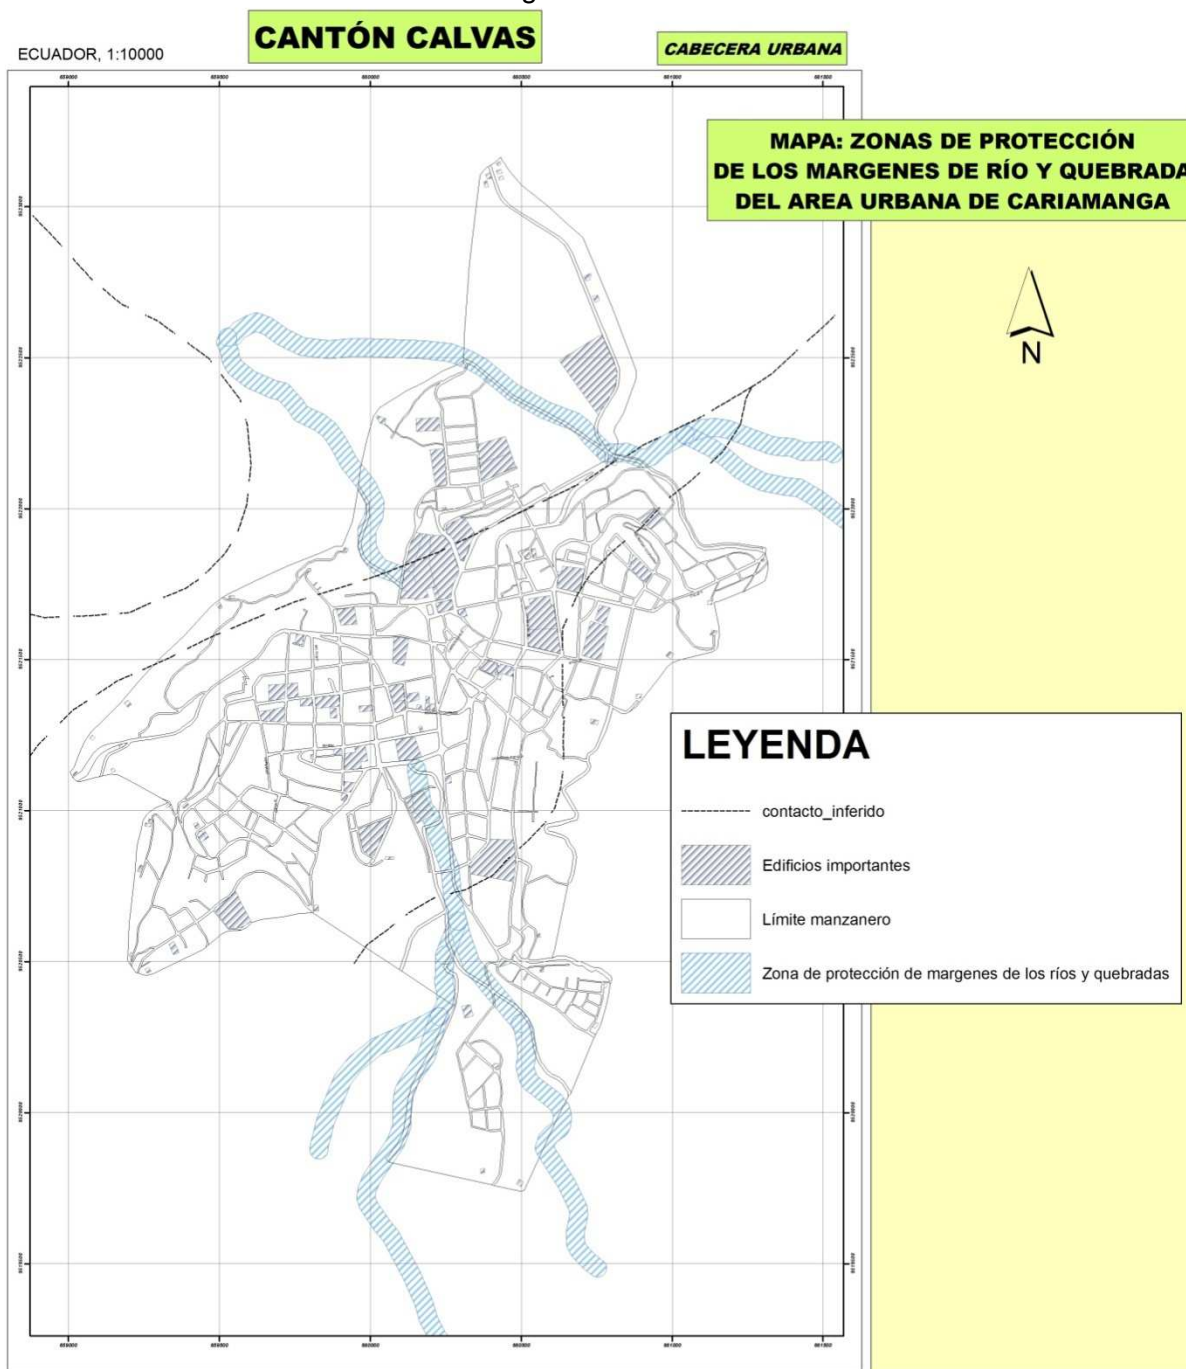 CANTÓN CALVAS
ECUADOR, 1:10000
CABECERA URBANA
MAPA: ZONAS DE PROTECCIÓN
DE LOS MARGENES DE RÍO Y QUEBRADA
DEL AREA URBANA DE CARIAMANGA
N
LEYENDA
contacto_inferido
Edificios importantes
Límite manzanero
Zona de protección de margenes de los ríos y quebradas